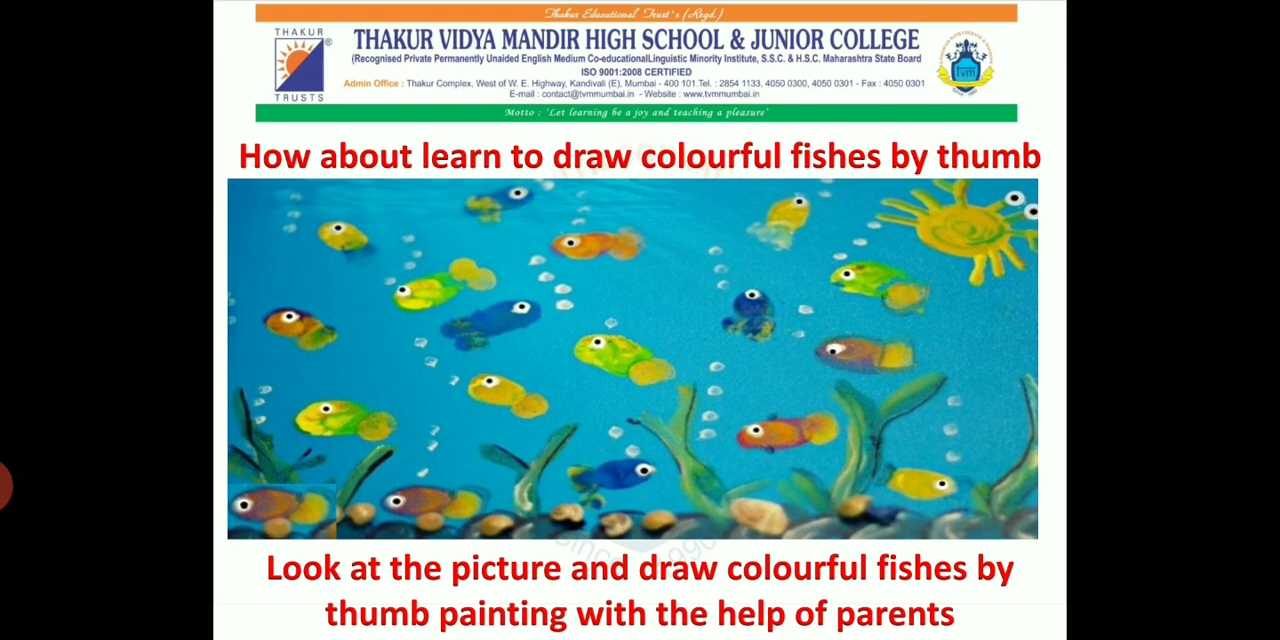 Thakur Educational Trust's (Regd.)
THAKUR
TRUSTS
THAKUR VIDYA MANDIR HIGH SCHOOL & JUNIOR COLLEGE
(Recognised Private Permanently Unaided English Medium Co-educationalLinguistic Minority Institute, S.S.C. & H.S.C. Maharashtra State Board
ISO 9001:2008 CERTIFIED
Admin Office : Thakur Complex, West of W. E. Highway, Kandivali (E), Mumbai - 400 101.Tel. : 2854 1133, 4050 0300, 4050 0301 - Fax : 4050 0301
E-mail : contact@tvmmumbai.in - Website : www.tvmmumbai.in
tvm
Motto : 'Let learning be a joy and teaching a pleasure'
How about learn to draw colourful fishes by thumb
Since 1990
Look at the picture and draw colourful fishes by
thumb painting with the help of parents